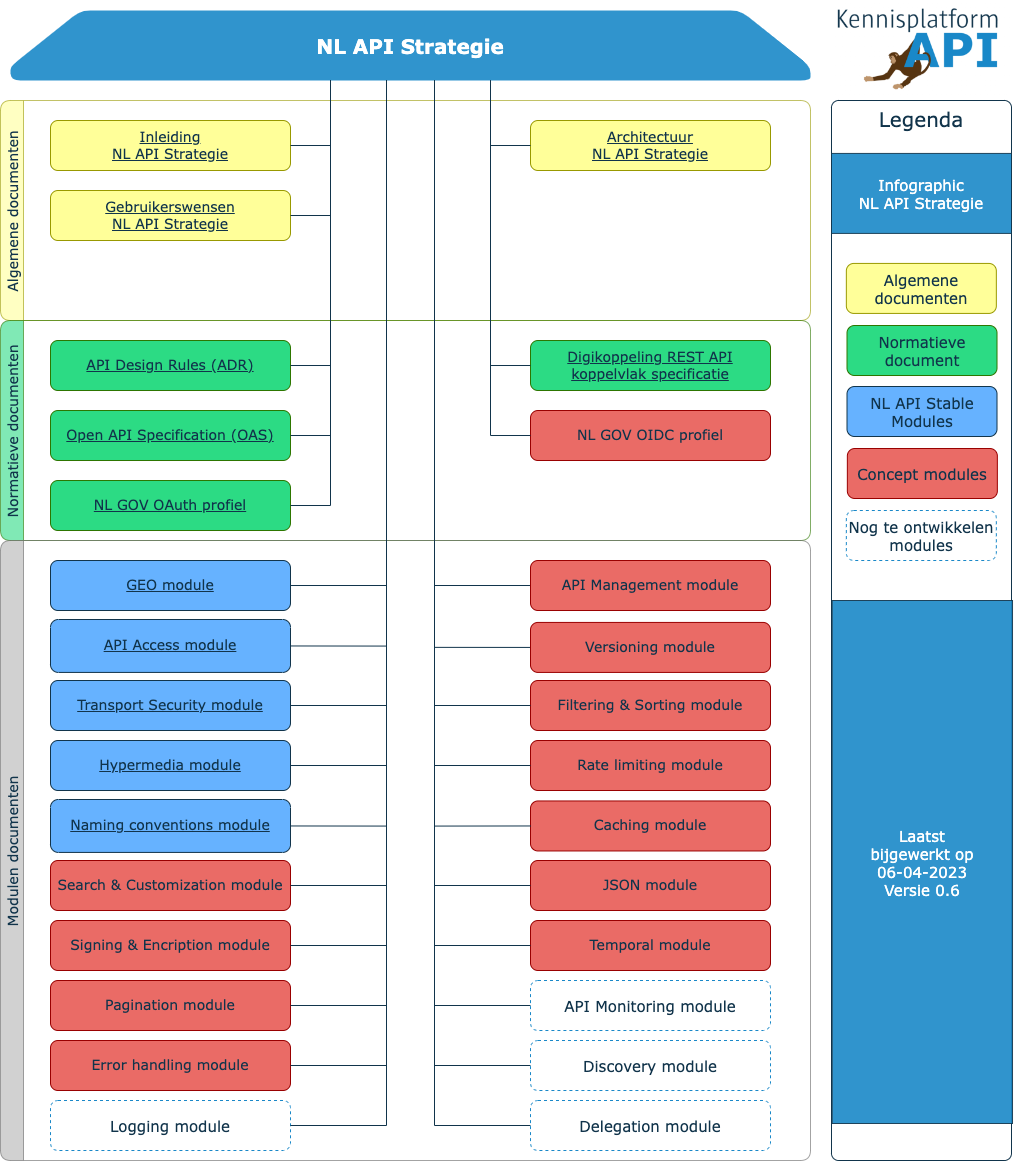 NL API Strategie
Kennisplatform
API
Algemene documenten
Inleiding
NL API Strategie
Gebruikerswensen
NL API Strategie
Architectuur
NL API Strategie
Normatieve documenten
API Design Rules (ADR)
Open API Specification (OAS)
NL GOV OAuth profiel
Digikoppeling REST API
koppelvlak specificatie
NL GOV OIDC profiel
Modulen documenten
GEO module
API Access module
Transport Security module
Hypermedia module
Naming conventions module
Search & Customization module
Signing & Encription module
Pagination module
Error handling module
Logging module
API Management module
Versioning module
Filtering & Sorting module
Rate limiting module
Caching module
JSON module
Temporal module
API Monitoring module
Discovery module
Delegation module
Legenda
Infographic
NL API Strategie
Algemene
documenten
Normatieve
document
NL API Stable
Modules
Concept modules
Nog te ontwikkelen
modules
Laatst
bijgewerkt op
06-04-2023
Versie 0.6